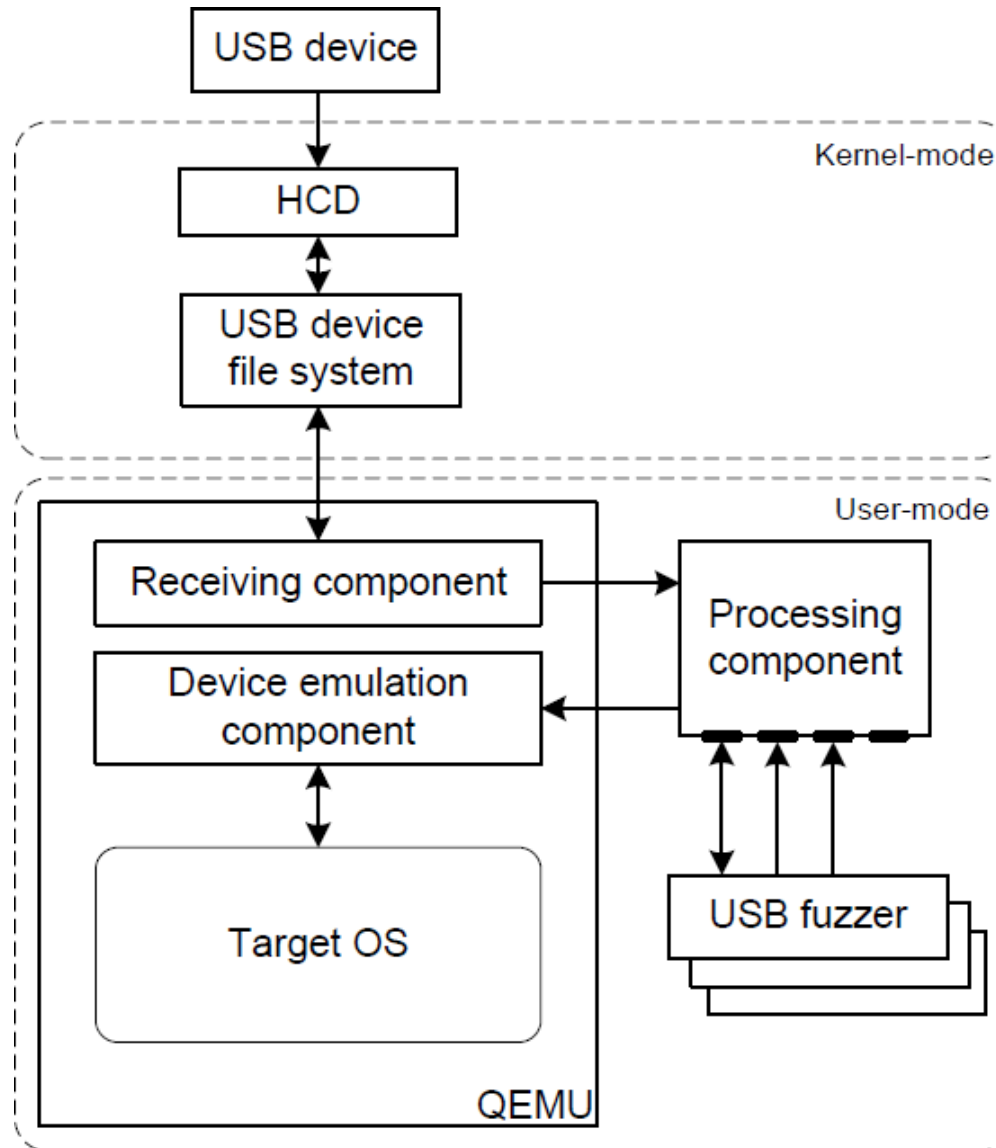 USB device
Kernel-mode
HCD
USB device
file system
User-mode
Receiving component
Processing
component
Device emulation
component
USB fuzzer
Target OS
QEMU